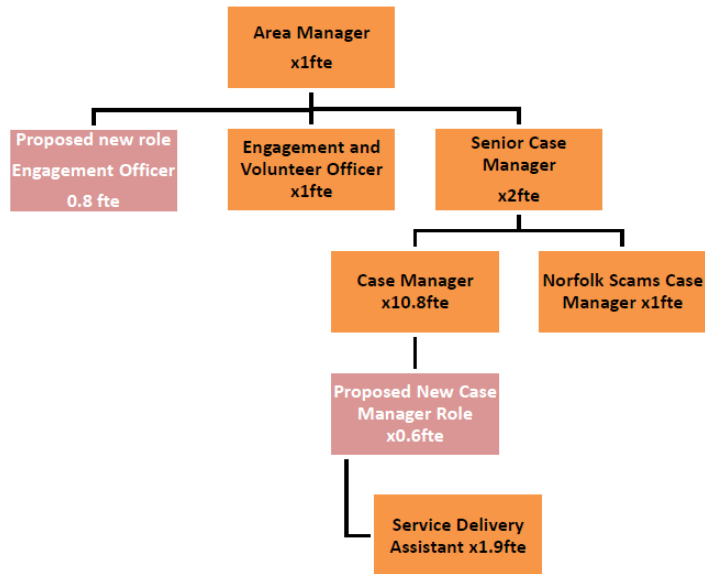 Area Manager
x1fte
Proposed new role
Engagement Officer
0.8 fte
Engagement and
Volunteer Officer
x1fte
Senior Case
Manager
x2fte
Case Manager
x10.8fte
Norfolk Scams Case
Manager x1fte
Proposed New Case
Manager Role
x0.6fte
Service Delivery
Assistant x1.9fte